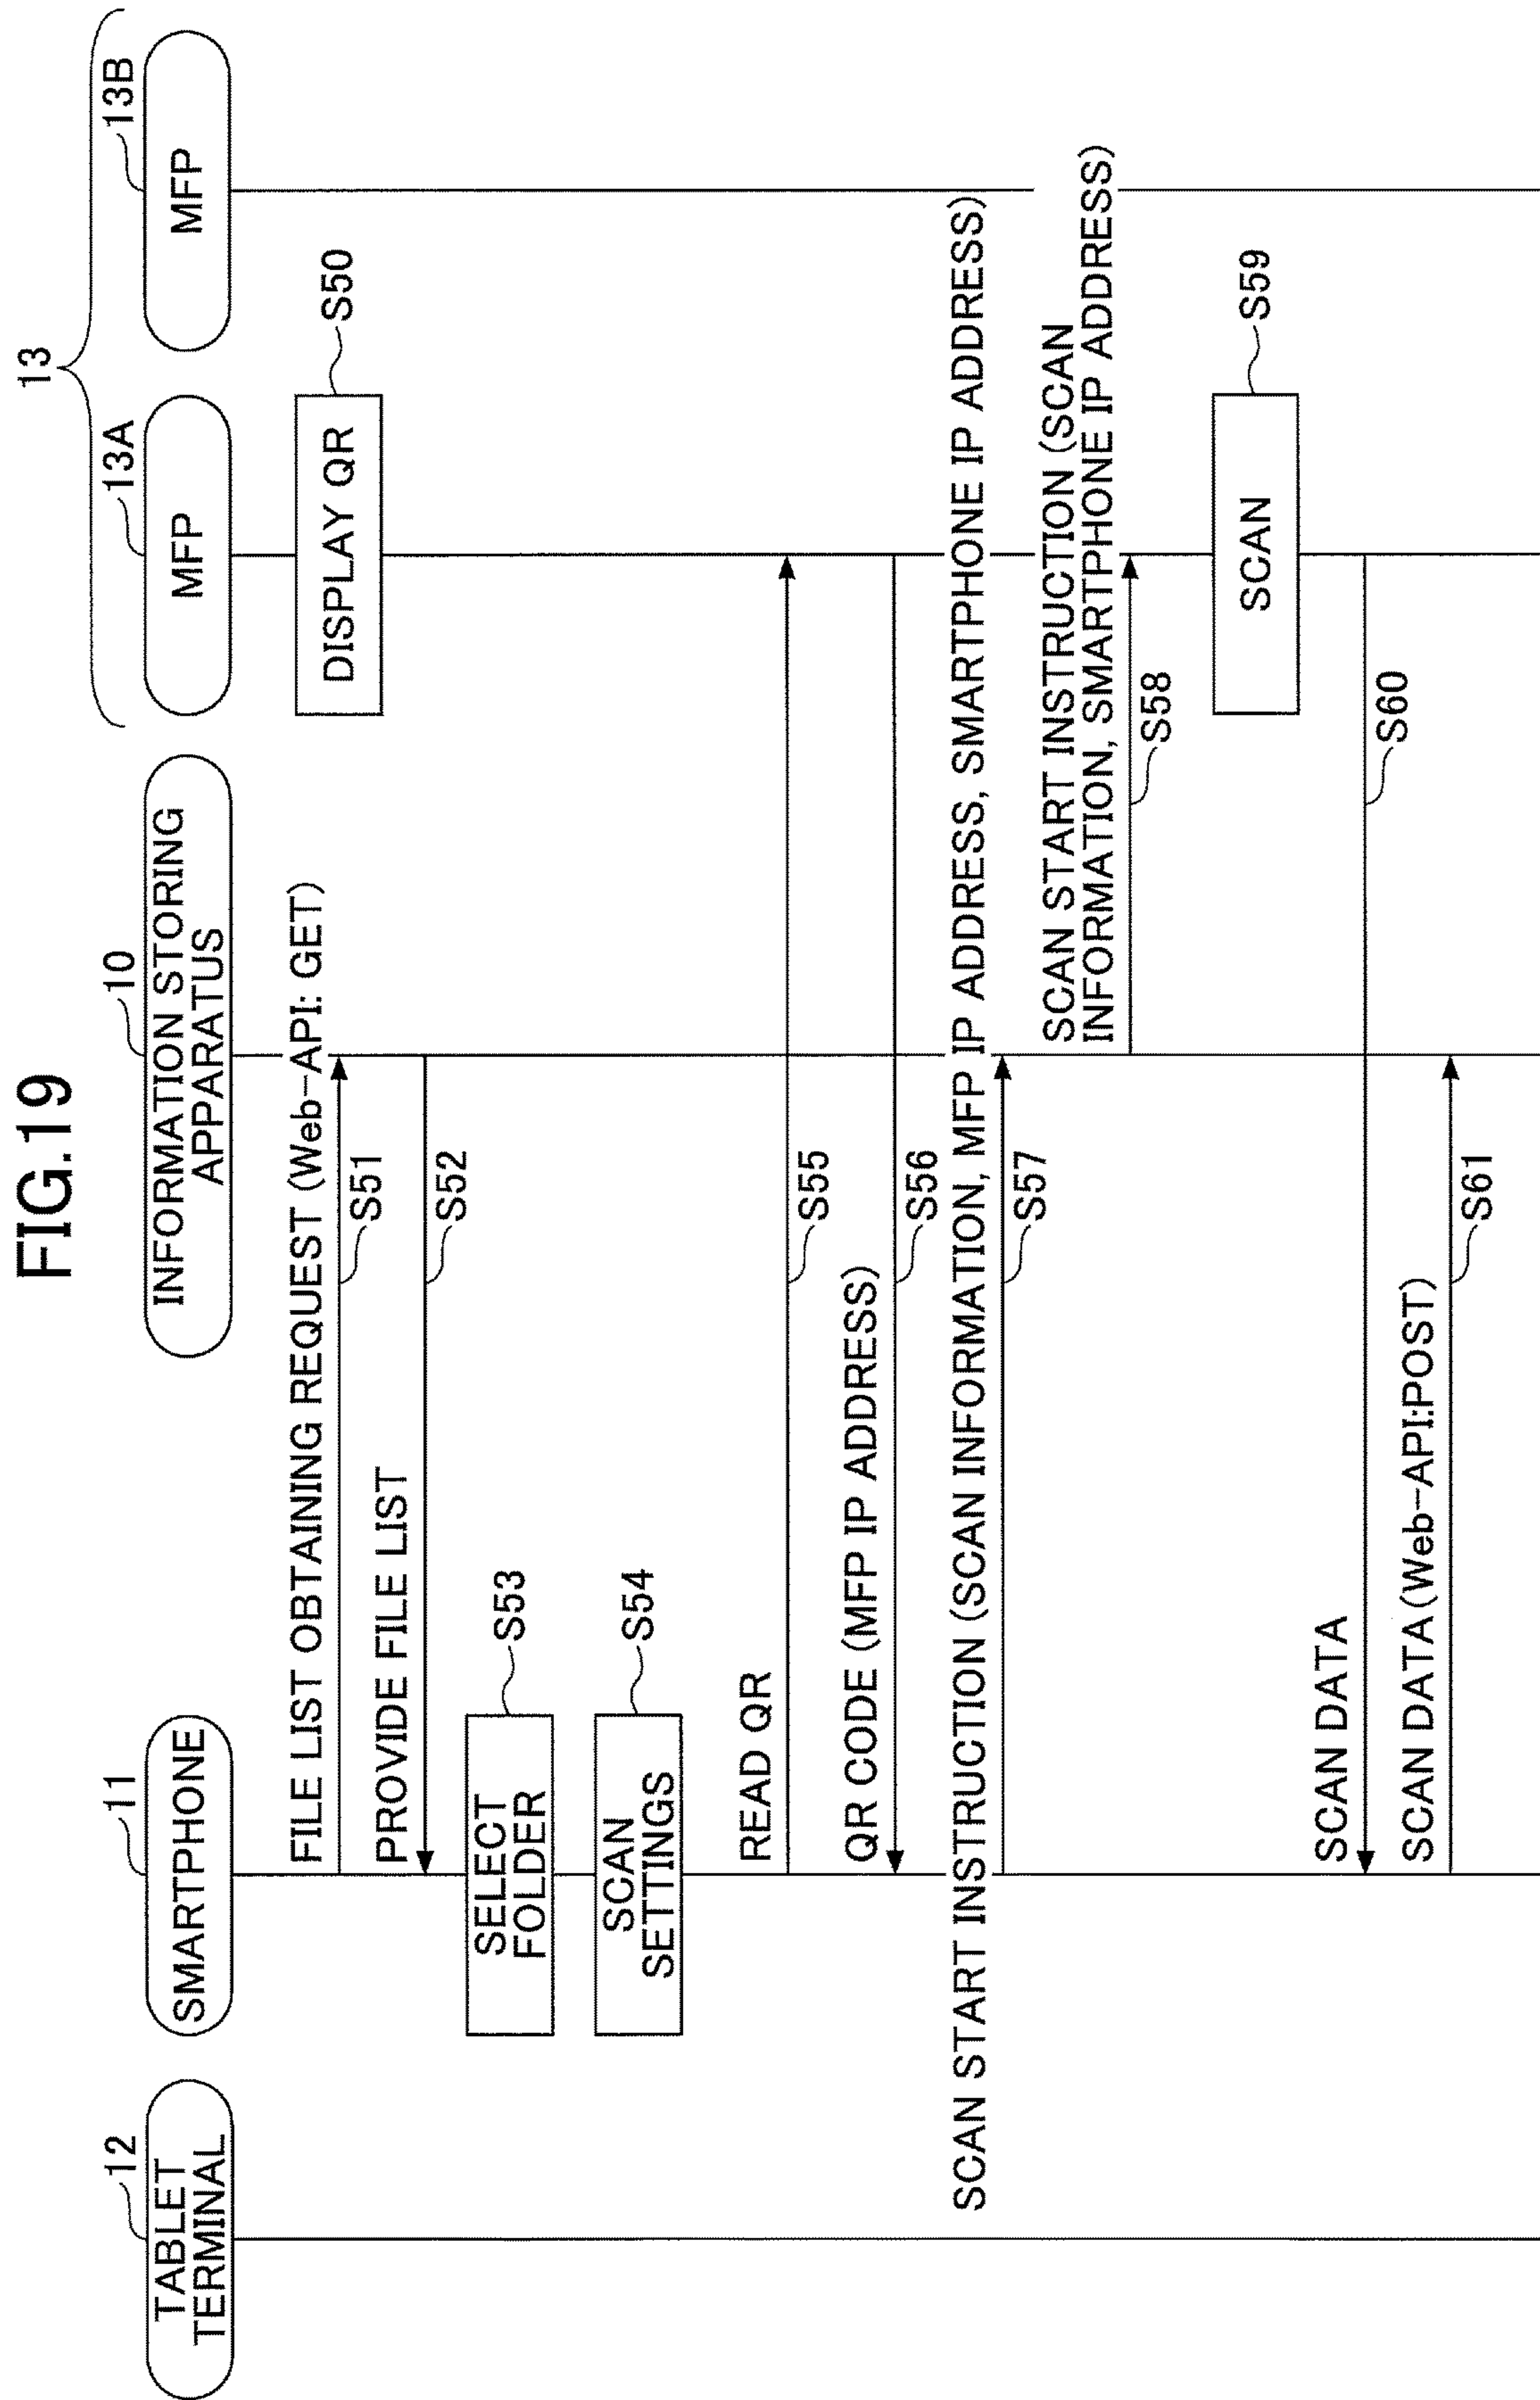 FIG.19
13
12
11
10
13A
13B
TABLET
TERMINAL
SMARTPHONE
INFORMATION STORING
APPARATUS
MFP
MFP
DISPLAY QR
S50
FILE LIST OBTAINING REQUEST (Web-API: GET)
S51
PROVIDE FILE LIST
S52
SELECT
FOLDER
S53
SCAN
SETTINGS
S54
READ QR
S55
QR CODE (MFP IP ADDRESS)
S56
SCAN START INSTRUCTION (SCAN INFORMATION, MFP IP ADDRESS, SMARTPHONE IP ADDRESS)
S57
SCAN START INSTRUCTION (SCAN
INFORMATION, SMARTPHONE IP ADDRESS)
S58
SCAN
S59
SCAN DATA
S60
SCAN DATA (Web-API:POST)
S61